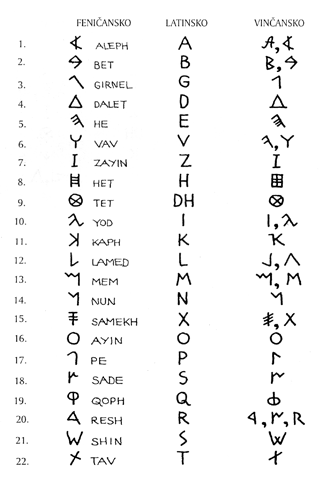 FENIČANSKO LATINSKO VINČANSKO
1. 𐤀 ALEPH A A, 𐤀
2. 𐤁 BET B B, 𐤁
3. 𐤂 GIRNEL G 1
4. 𐤃 DALET D Δ
5. 𐤄 HE E 𐤄
6. Y VAV V λ, Y
7. I ZAYIN Z I
8. 𐤇 HET H ⊞
9. ⊗ TET DH ⊗
10. 𐤉 YOD I I, λ
11. 𐤊 KAPH K K
12. 𐤋 LAMED L J, Λ
13. 𐤌 MEM M 𐤌, M
14. 𐤍 NUN N 𐤍
15. 𐤎 SAMEKH X 𐤎, X
16. O AYIN O O
17. 𐤐 PE P Γ
18. 𐤑 SADE S 𐤑
19. Φ QOPH Q Φ
20. 𐤓 RESH R 𐤓, 𐤑, R
21. W SHIN S W
22. 𐤕 TAV T 𐤕